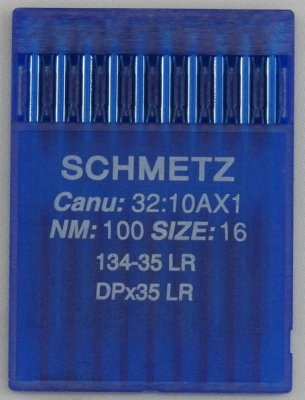 SCHMETZ
Canu: 32:10AX1
NM: 100 SIZE: 16
134-35 LR
DPx35 LR